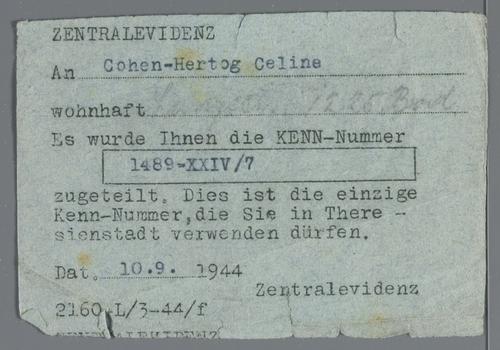 ZENTRALEVIDENZ
An Cohen-Hertog Celine
wohnhaft
Es wurde Ihnen die KENN-Nummer
1489-XXIV/7
zugeteilt. Dies ist die einzige
Kenn-Nummer,die Sie in There -
sienstadt verwenden dürfen.
Dat. 10.9. 1944
Zentralevidenz
2160-L/3-44/f
ZENTRALEVIDENZ